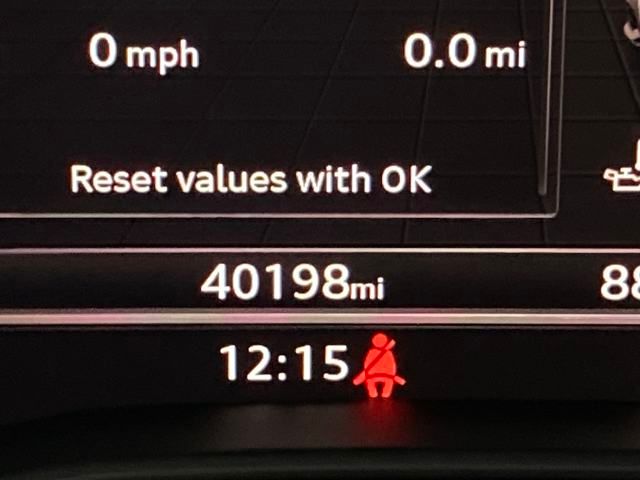 0 mph 0.0 mi
Reset values with OK
40198mi 88
12:15